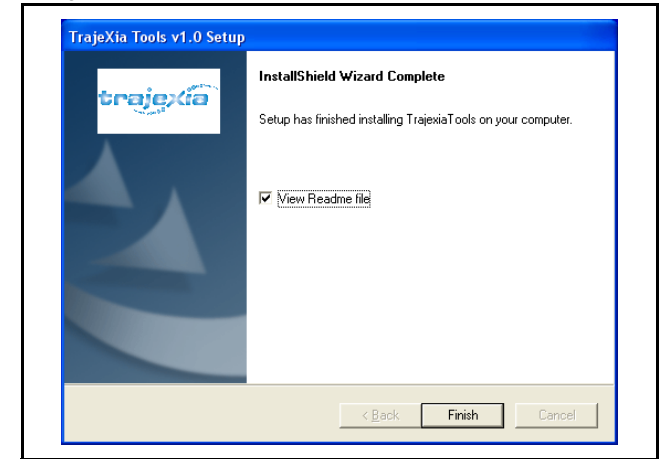 TrajeXia Tools v1.0 Setup
trajexia
InstallShield Wizard Complete
Setup has finished installing TrajexiaTools on your computer.
View Readme file
< Back
Finish
Cancel